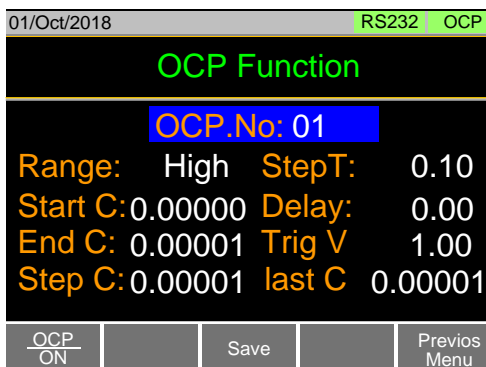 01/Oct/2018 RS232 OCP
OCP Function
OCP.No: 01
Range: High StepT: 0.10
Start C: 0.00000 Delay: 0.00
End C: 0.00001 Trig V 1.00
Step C: 0.00001 last C 0.00001
OCP
ON
Save
Previos
Menu